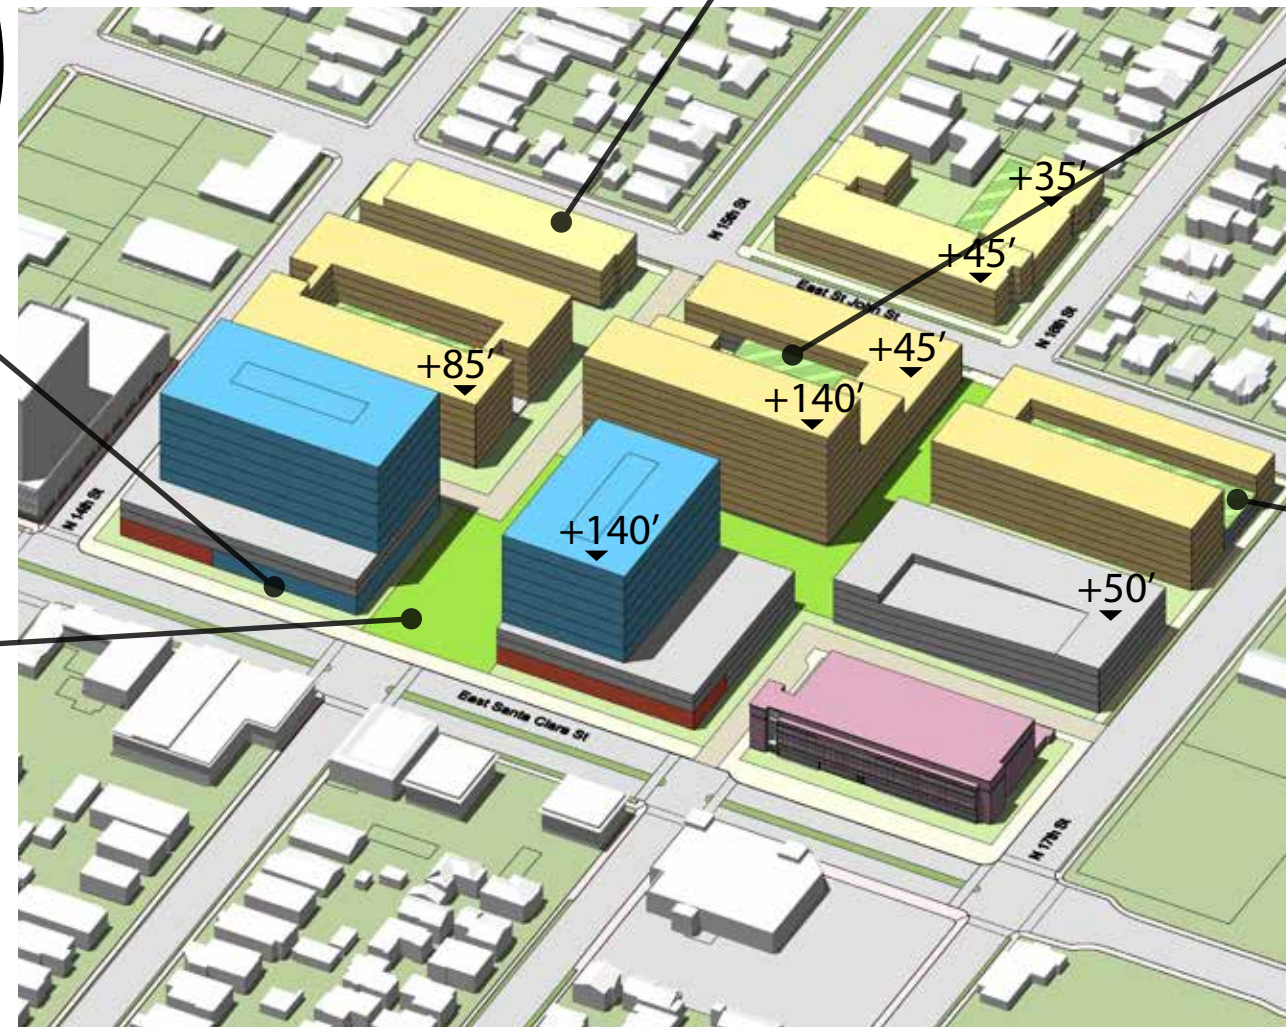 +35’
N 15th St
+45’
East St John St
N 16th St
+45’
+85’
+140’
N 14th St
+140’
+50’
East Santa Clara St
N 17th St